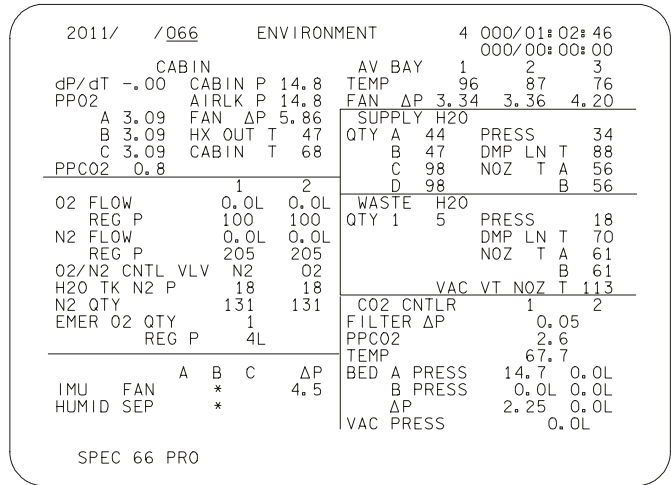 2011/ /066 ENVIRONMENT 4 000/01:02:46
000/00:00:00
CABIN
dP/dT -.00 CABIN P 14.8
PPO2 AIRLK P 14.8
A 3.09 FAN ΔP 5.86
B 3.09 HX OUT T 47
C 3.09 CABIN T 68
PPCO2 0.8
1 2
O2 FLOW 0.0L 0.0L
REG P 100 100
N2 FLOW 0.0L 0.0L
REG P 205 205
O2/N2 CNTL VLV N2 O2
H2O TK N2 P 18 18
N2 QTY 131 131
EMER O2 QTY 1
REG P 4L
A B C ΔP
IMU FAN * 4.5
HUMID SEP *
AV BAY 1 2 3
TEMP 96 87 76
FAN ΔP 3.34 3.36 4.20
SUPPLY H2O
QTY A 44 PRESS 34
B 47 DMP LN T 88
C 98 NOZ T A 56
D 98 B 56
WASTE H2O
QTY 1 5 PRESS 18
DMP LN T 70
NOZ T A 61
B 61
VAC VT NOZ T 113
CO2 CNTLR 1 2
FILTER ΔP 0.05
PPCO2 2.6
TEMP 67.7
BED A PRESS 14.7 0.0L
B PRESS 0.0L 0.0L
ΔP 2.25 0.0L
VAC PRESS 0.0L
SPEC 66 PRO